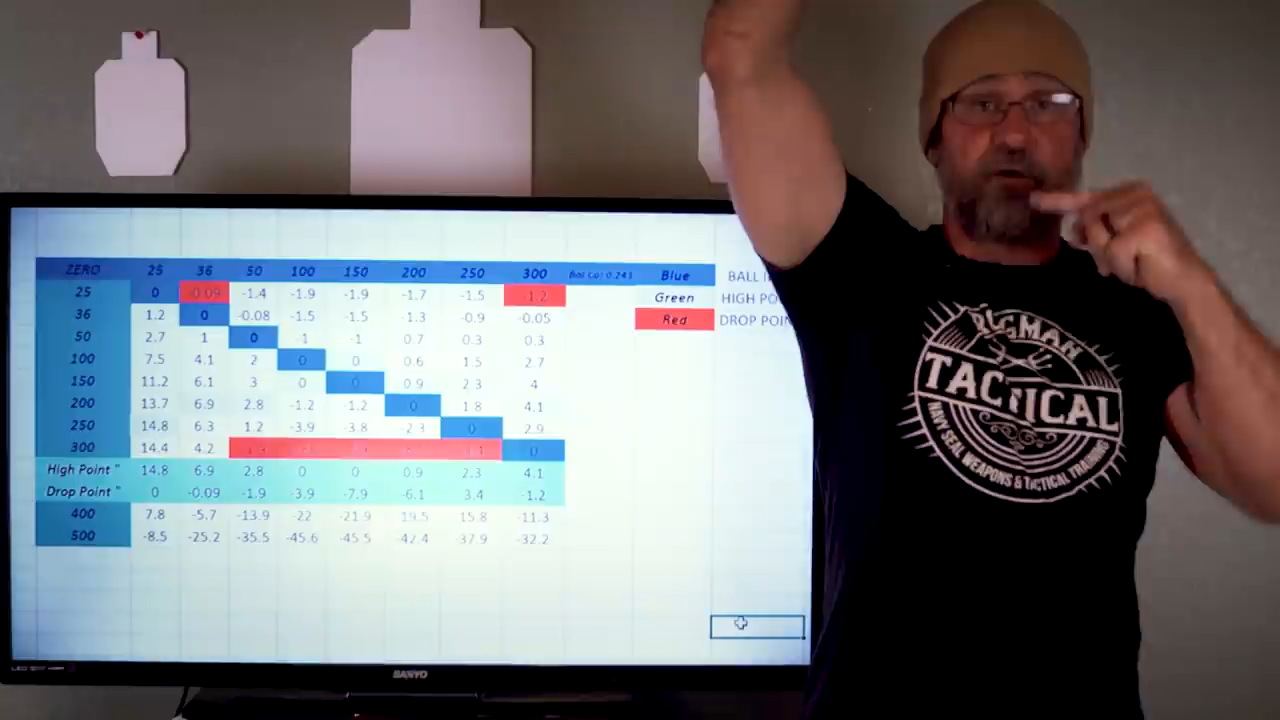 ZERO 25 36 50 100 150 200 250 300 Bal Co: 0.243 Blue
25 0 -0.09 -1.4 -1.9 -1.9 -1.7 -1.5 -1.2 Green
36 1.2 0 -0.08 -1.5 -1.5 -1.3 -0.9 -0.05 Red
50 2.7 1 0 -1 -1 0.7 0.3 0.3
100 7.5 4.1 2 0 0 0.6 1.5 2.7
150 11.2 6.1 3 0 0 0.9 2.3 4
200 13.7 6.9 2.8 -1.2 -1.2 0 1.8 4.1
250 14.8 6.3 1.2 -3.9 -3.8 -2.3 0 2.9
300 14.4 4.2 0
High Point " 14.8 6.9 2.8 0 0 0.9 2.3 4.1
Drop Point " 0 -0.09 -1.9 -3.9 -7.9 -6.1 3.4 -1.2
400 7.8 -5.7 -13.9 -22 -21.9 19.5 15.8 -11.3
500 -8.5 -25.2 -35.5 -45.6 -45.5 -42.4 -37.9 -32.2
BALL
HIGH
DROP
SANYO
TACTICAL
NAVY SEAL WEAPONS & TACTICAL TRAINING